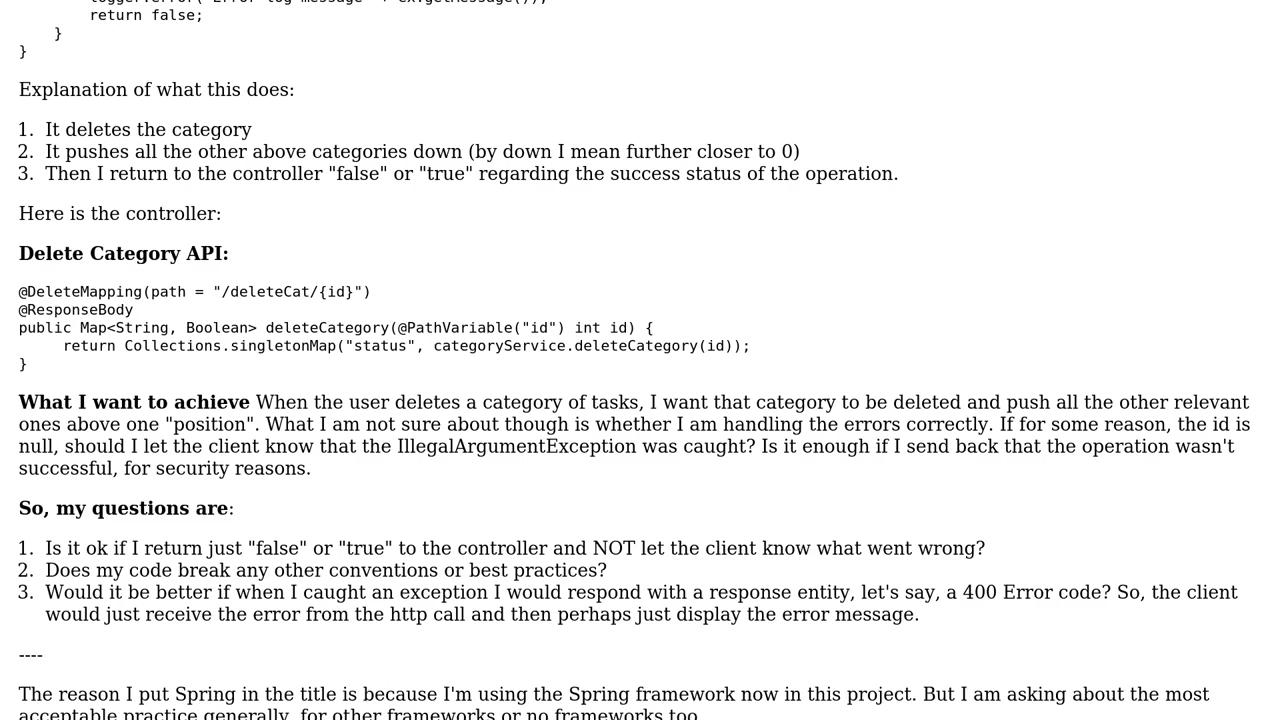 return false;
    }
}
Explanation of what this does:
1. It deletes the category
2. It pushes all the other above categories down (by down I mean further closer to 0)
3. Then I return to the controller "false" or "true" regarding the success status of the operation.
Here is the controller:
Delete Category API:
@DeleteMapping(path = "/deleteCat/{id}")
@ResponseBody
public Map<String, Boolean> deleteCategory(@PathVariable("id") int id) {
     return Collections.singletonMap("status", categoryService.deleteCategory(id));
}
What I want to achieve When the user deletes a category of tasks, I want that category to be deleted and push all the other relevant
ones above one "position". What I am not sure about though is whether I am handling the errors correctly. If for some reason, the id is
null, should I let the client know that the IllegalArgumentException was caught? Is it enough if I send back that the operation wasn't
successful, for security reasons.
So, my questions are:
1. Is it ok if I return just "false" or "true" to the controller and NOT let the client know what went wrong?
2. Does my code break any other conventions or best practices?
3. Would it be better if when I caught an exception I would respond with a response entity, let's say, a 400 Error code? So, the client
would just receive the error from the http call and then perhaps just display the error message.
----
The reason I put Spring in the title is because I'm using the Spring framework now in this project. But I am asking about the most
acceptable practice generally, for other frameworks or no frameworks too